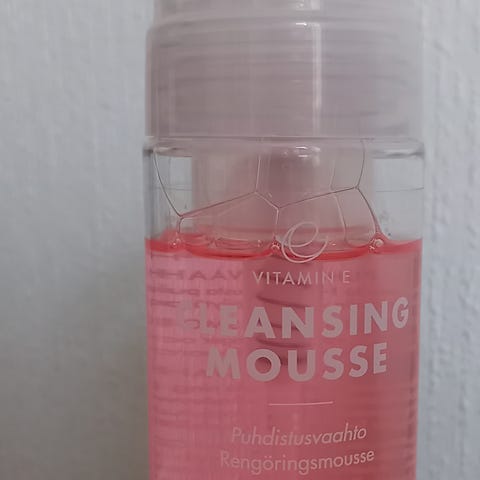 e
VITAMIN E
CLEANSING
MOUSSE
Puhdistusvaahto
Rengöringsmousse